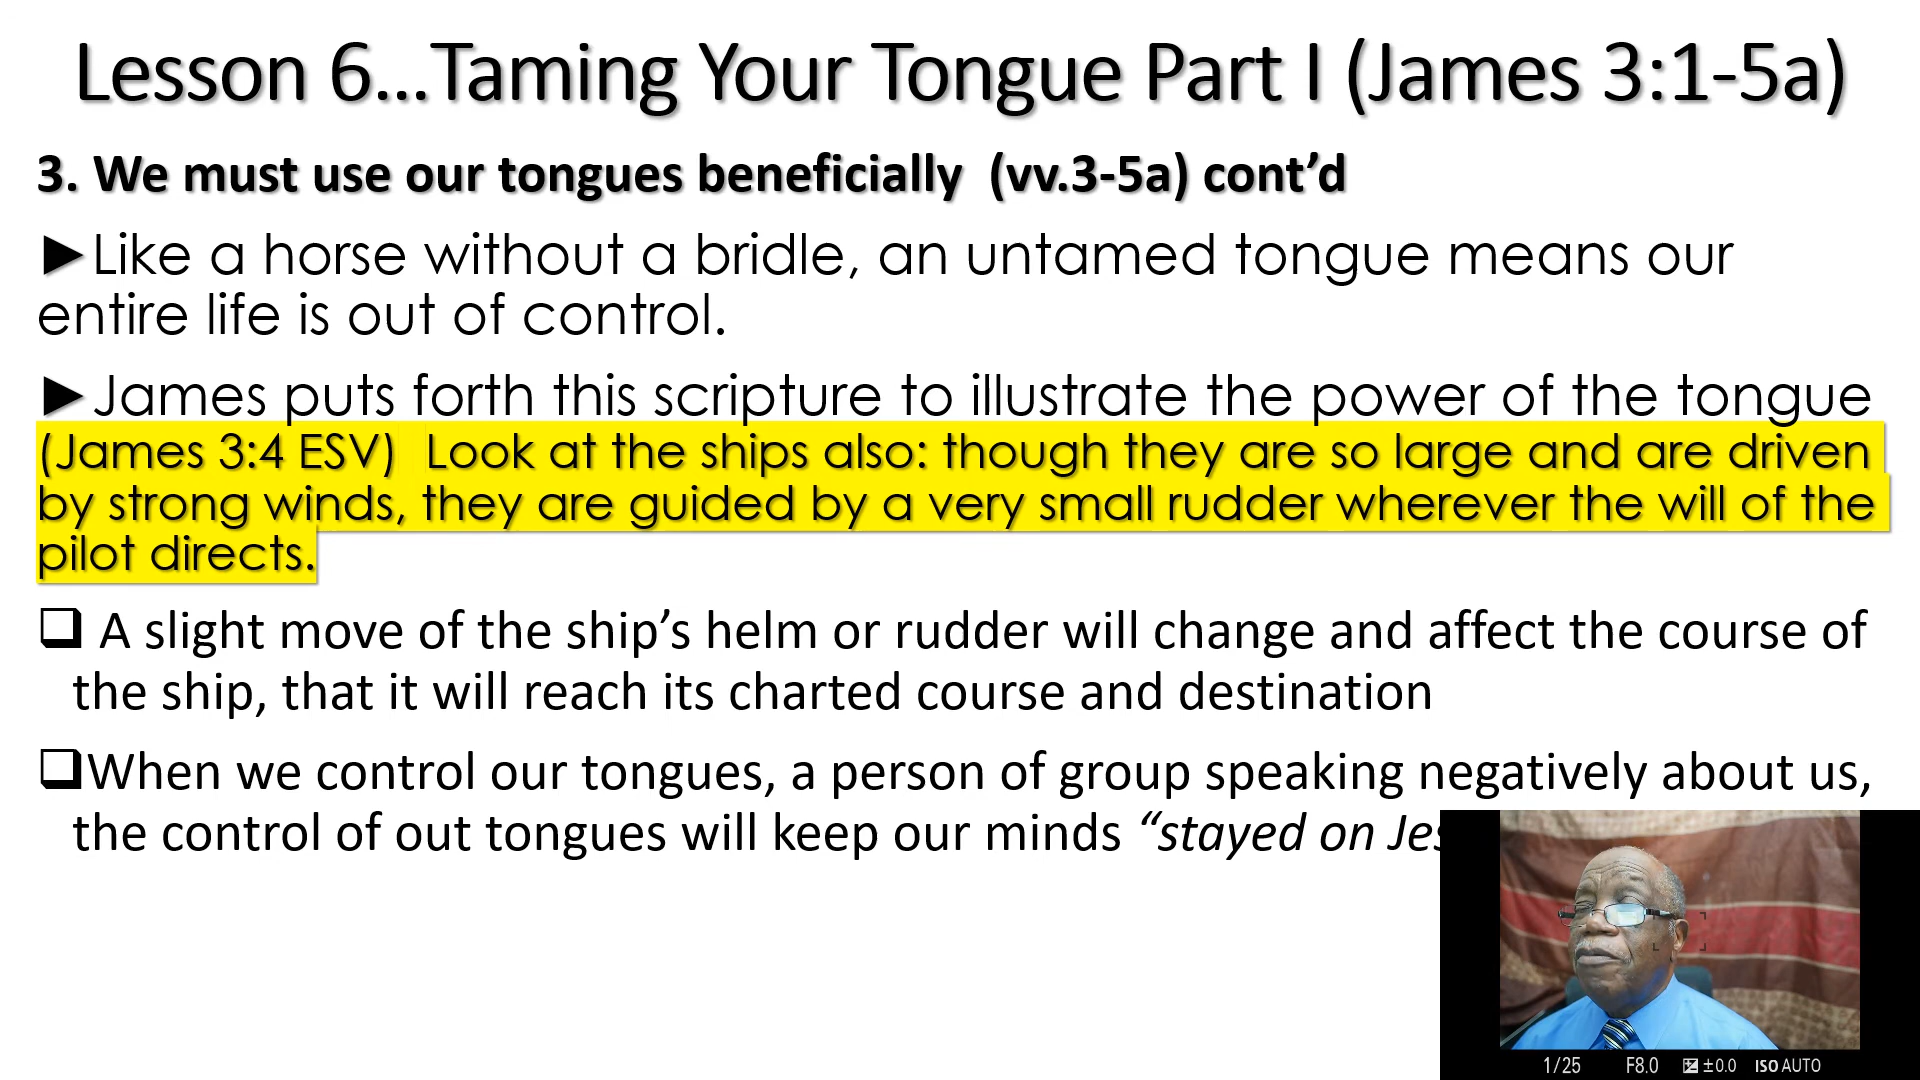 Lesson 6...Taming Your Tongue Part I (James 3:1-5a)
3. We must use our tongues beneficially (vv.3-5a) cont’d
►Like a horse without a bridle, an untamed tongue means our
entire life is out of control.
►James puts forth this scripture to illustrate the power of the tongue
(James 3:4 ESV) Look at the ships also: though they are so large and are driven
by strong winds, they are guided by a very small rudder wherever the will of the
pilot directs.
❑ A slight move of the ship’s helm or rudder will change and affect the course of
the ship, that it will reach its charted course and destination
❑When we control our tongues, a person of group speaking negatively about us,
the control of out tongues will keep our minds “stayed on
1/25 F8.0 ±0.0 ISO AUTO